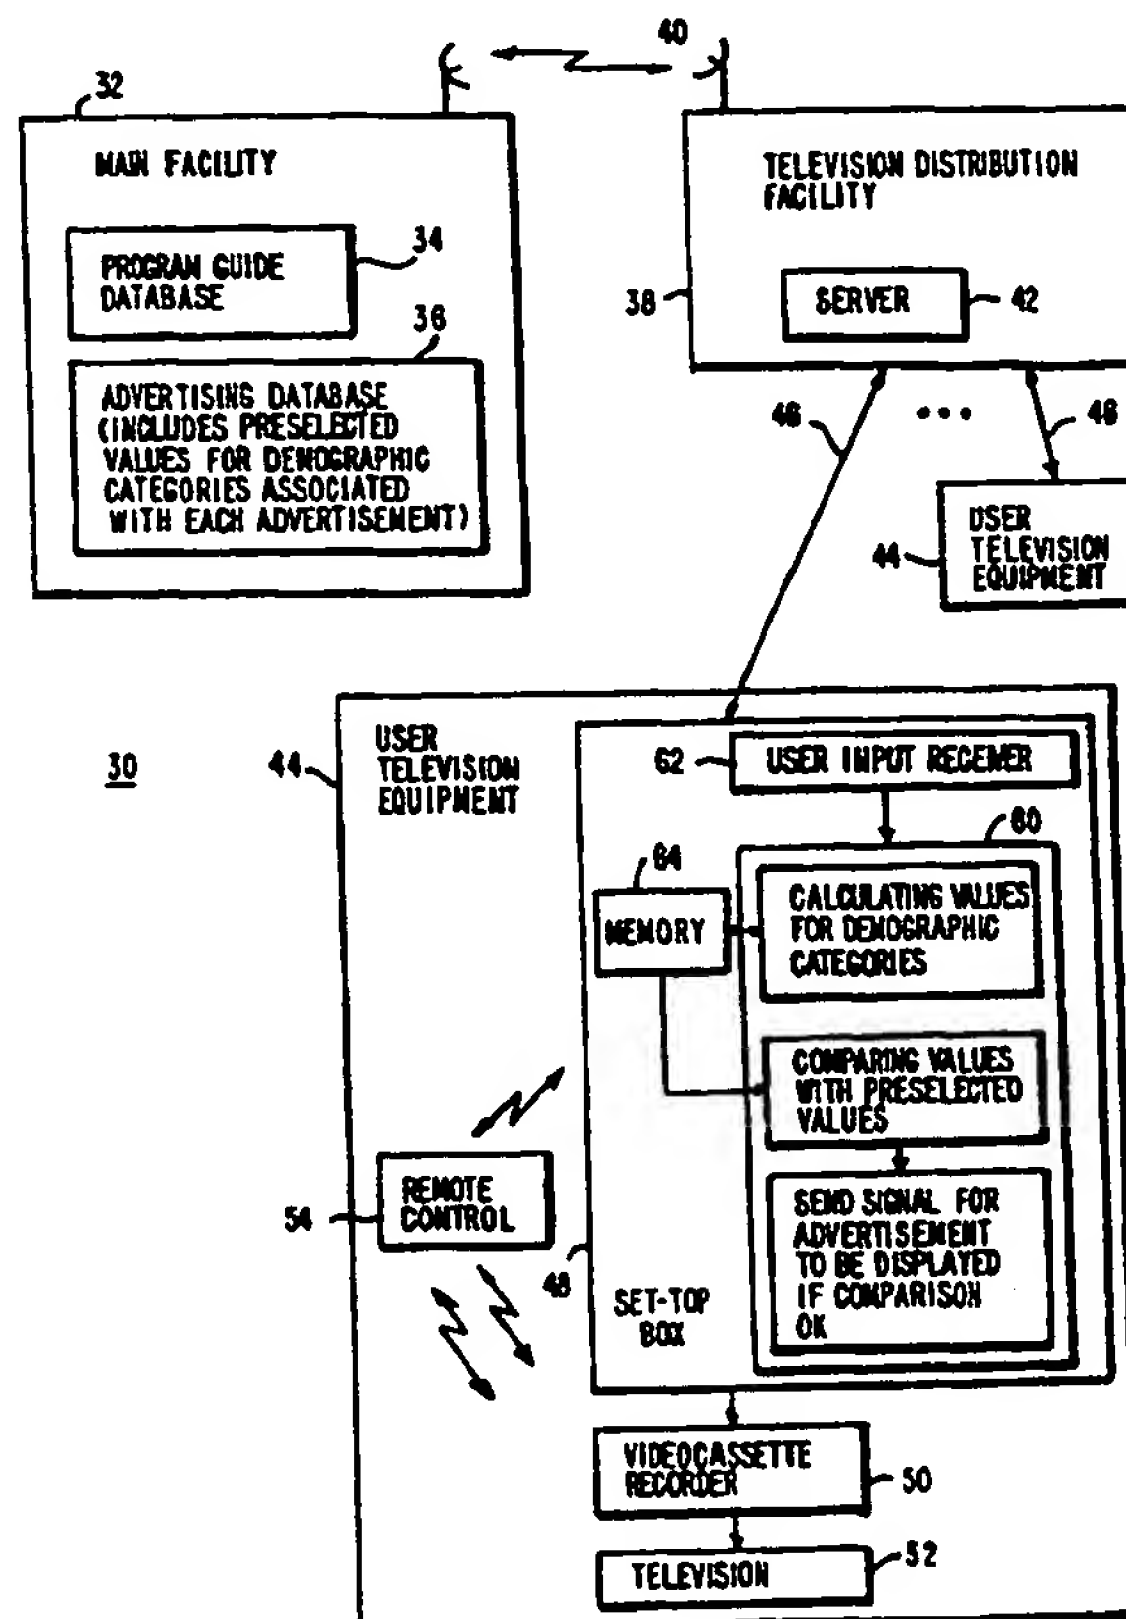 40
32
MAIN FACILITY
34
PROGRAM GUIDE
DATABASE
36
ADVERTISING DATABASE
(INCLUDES PRESELECTED
VALUES FOR DEMOGRAPHIC
CATEGORIES ASSOCIATED
WITH EACH ADVERTISEMENT)
TELEVISION DISTRIBUTION
FACILITY
38
SERVER
42
46
• • •
46
44
USER
TELEVISION
EQUIPMENT
30
44
USER
TELEVISION
EQUIPMENT
62
USER INPUT RECEIVER
60
64
MEMORY
CALCULATING VALUES
FOR DEMOGRAPHIC
CATEGORIES
COMPARING VALUES
WITH PRESELECTED
VALUES
SEND SIGNAL FOR
ADVERTISEMENT
TO BE DISPLAYED
IF COMPARISON
OK
REMOTE
CONTROL
54
48
SET-TOP
BOX
VIDEOCASSETTE
RECORDER
50
TELEVISION
52